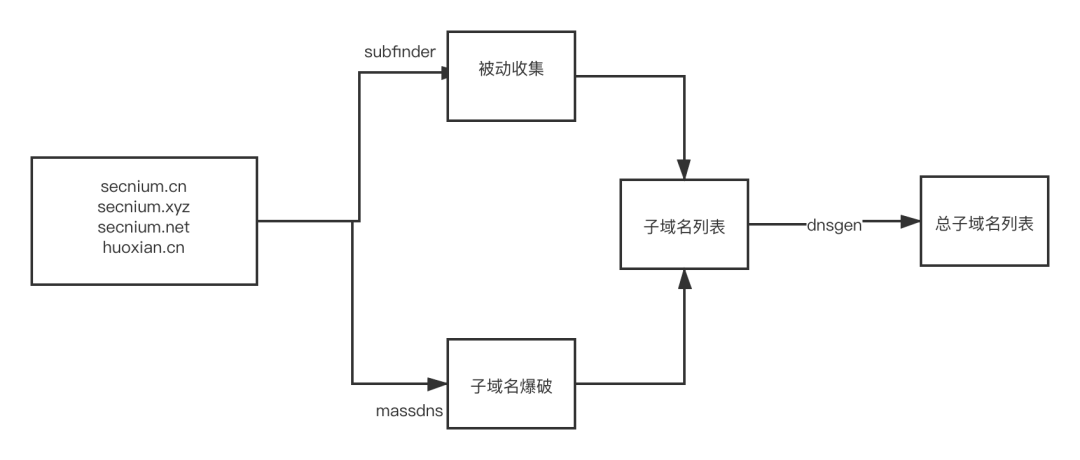 subfinder
被动收集
secnium.cn
secnium.xyz
secnium.net
huoxian.cn
子域名列表
dnsgen
总子域名列表
子域名爆破
massdns